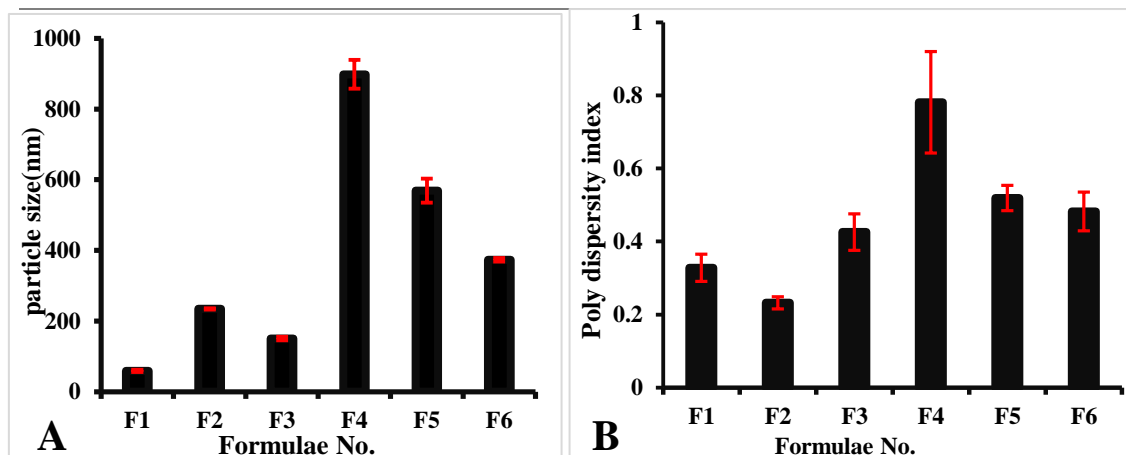 particle size(nm)
1000
800
600
400
200
0
F1 F2 F3 F4 F5 F6
Formulae No.
A
Poly dispersity index
1
0.8
0.6
0.4
0.2
0
F1 F2 F3 F4 F5 F6
Formulae No.
B